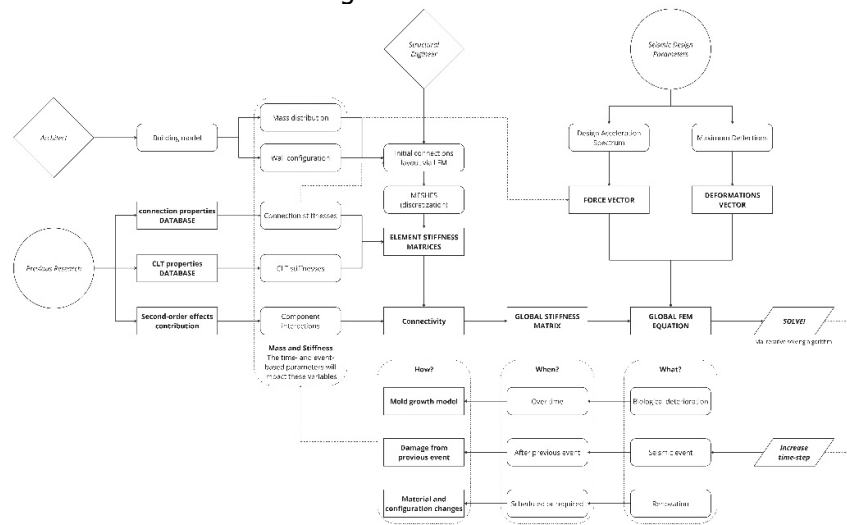 Structural
Engineer
Seismic Design
Parameters
Architect
Building model
Mass distribution
Wall configuration
Initial connections
layout via LFM
Design Acceleration
Spectrum
Maximum Deflections
MESHES
(discretization)
FORCE VECTOR
DEFORMATIONS
VECTOR
connection properties
DATABASE
Connection stiffnesses
ELEMENT STIFFNESS
MATRICES
Previous Research
CLT properties
DATABASE
CLT stiffnesses
Second-order effects
contribution
Component
interactions
Connectivity
GLOBAL STIFFNESS
MATRIX
GLOBAL FEM
EQUATION
SOLVE!
iterative solving algorithm
Mass and Stiffness
The time- and event-
based parameters will
impact these variables
How?
When?
What?
Mold growth model
Over time
Biological deterioration
Damage from
previous event
After previous event
Seismic event
Increase
time-step
Material and
configuration changes
Scheduled or required
Renovation